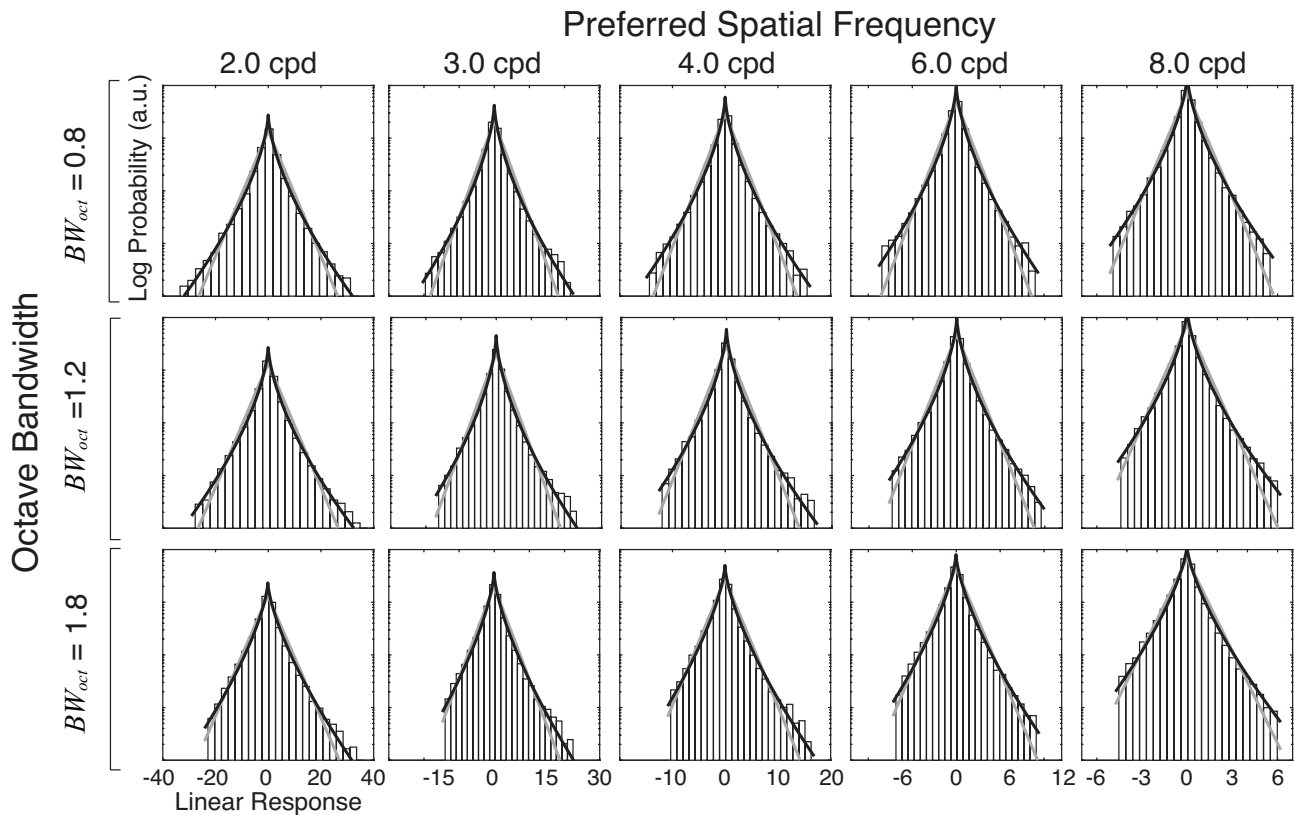 Preferred Spatial Frequency
2.0 cpd 3.0 cpd 4.0 cpd 6.0 cpd 8.0 cpd
Octave Bandwidth
BWoct = 0.8
Log Probability (a.u.)
BWoct =1.2
BWoct = 1.8
-40 -20 0 20 40 -15 0 15 30 -10 0 10 20 -6 0 6 12 -6 -3 0 3 6
Linear Response